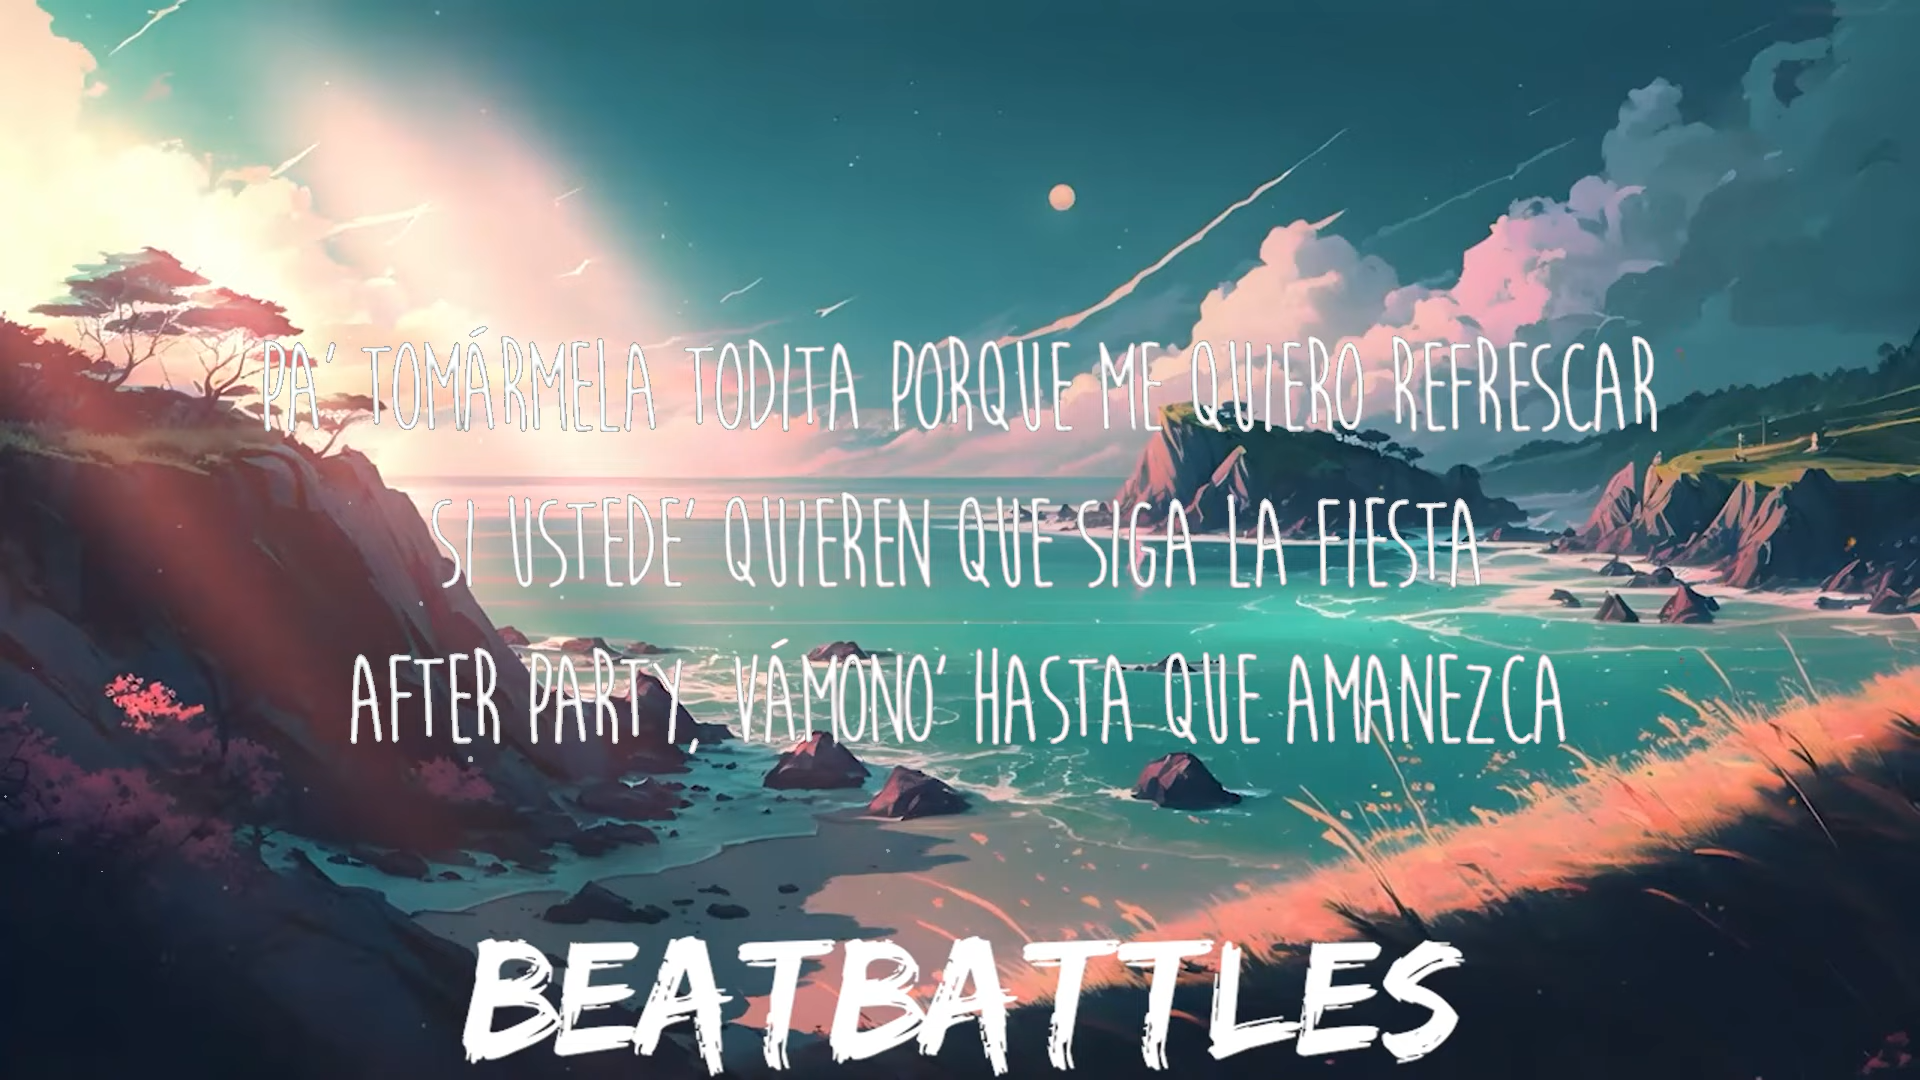 PA' TOMÁRMELA TODITA PORQUE ME QUIERO REFRESCAR
SI USTEDE' QUIEREN QUE SIGA LA FIESTA
AFTER PARTY, VÁMONO' HASTA QUE AMANEZCA
BEATBATTLES